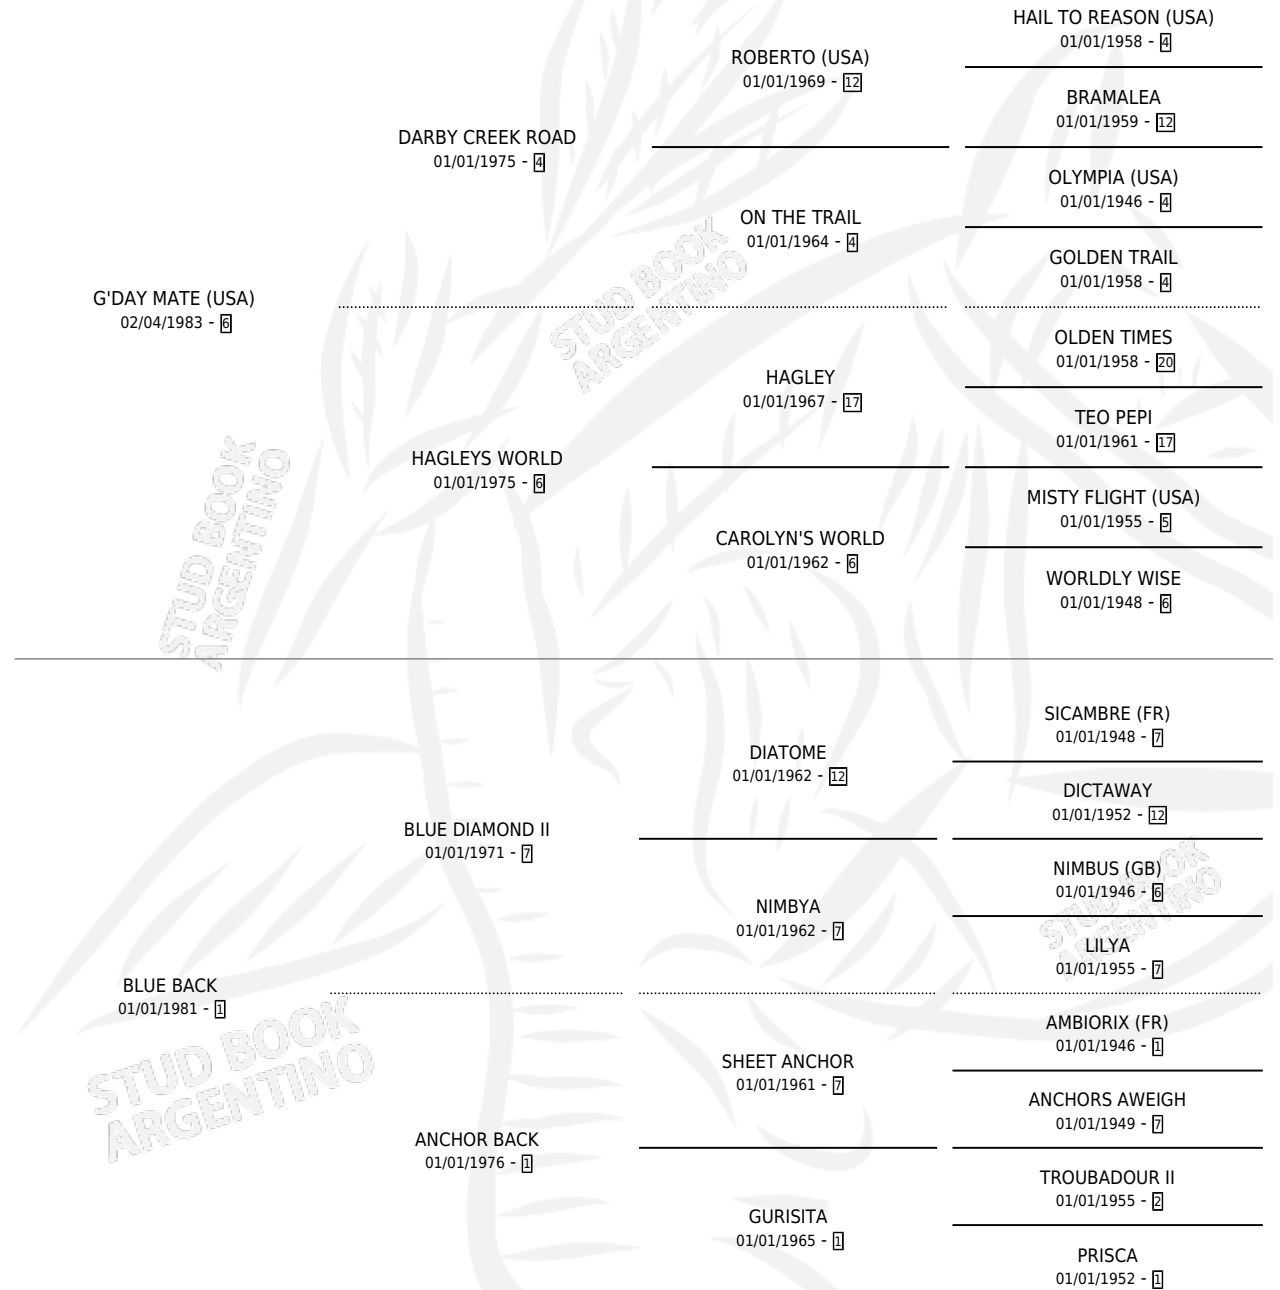 HAIL TO REASON (USA)
01/01/1958 - 4
ROBERTO (USA)
01/01/1969 - 12
BRAMALEA
01/01/1959 - 12
DARBY CREEK ROAD
01/01/1975 - 4
OLYMPIA (USA)
01/01/1946 - 4
ON THE TRAIL
01/01/1964 - 4
GOLDEN TRAIL
01/01/1958 - 4
G'DAY MATE (USA)
02/04/1983 - 6
OLDEN TIMES
01/01/1958 - 20
HAGLEY
01/01/1967 - 17
TEO PEPI
01/01/1961 - 17
HAGLEYS WORLD
01/01/1975 - 6
MISTY FLIGHT (USA)
01/01/1955 - 5
CAROLYN'S WORLD
01/01/1962 - 6
WORLDLY WISE
01/01/1948 - 6
SICAMBRE (FR)
01/01/1948 - 7
DIATOME
01/01/1962 - 12
DICTAWAY
01/01/1952 - 12
BLUE DIAMOND II
01/01/1971 - 7
NIMBUS (GB)
01/01/1946 - 6
NIMBYA
01/01/1962 - 7
LILYA
01/01/1955 - 7
BLUE BACK
01/01/1981 - 1
AMBIORIX (FR)
01/01/1946 - 1
SHEET ANCHOR
01/01/1961 - 7
ANCHORS AWEIGH
01/01/1949 - 7
ANCHOR BACK
01/01/1976 - 1
TROUBADOUR II
01/01/1955 - 2
GURISITA
01/01/1965 - 1
PRISCA
01/01/1952 - 1
STUD BOOK
ARGENTINO
STUD BOOK
ARGENTINO
STUD BOOK
ARGENTINO
STUD BOOK
ARGENTINO